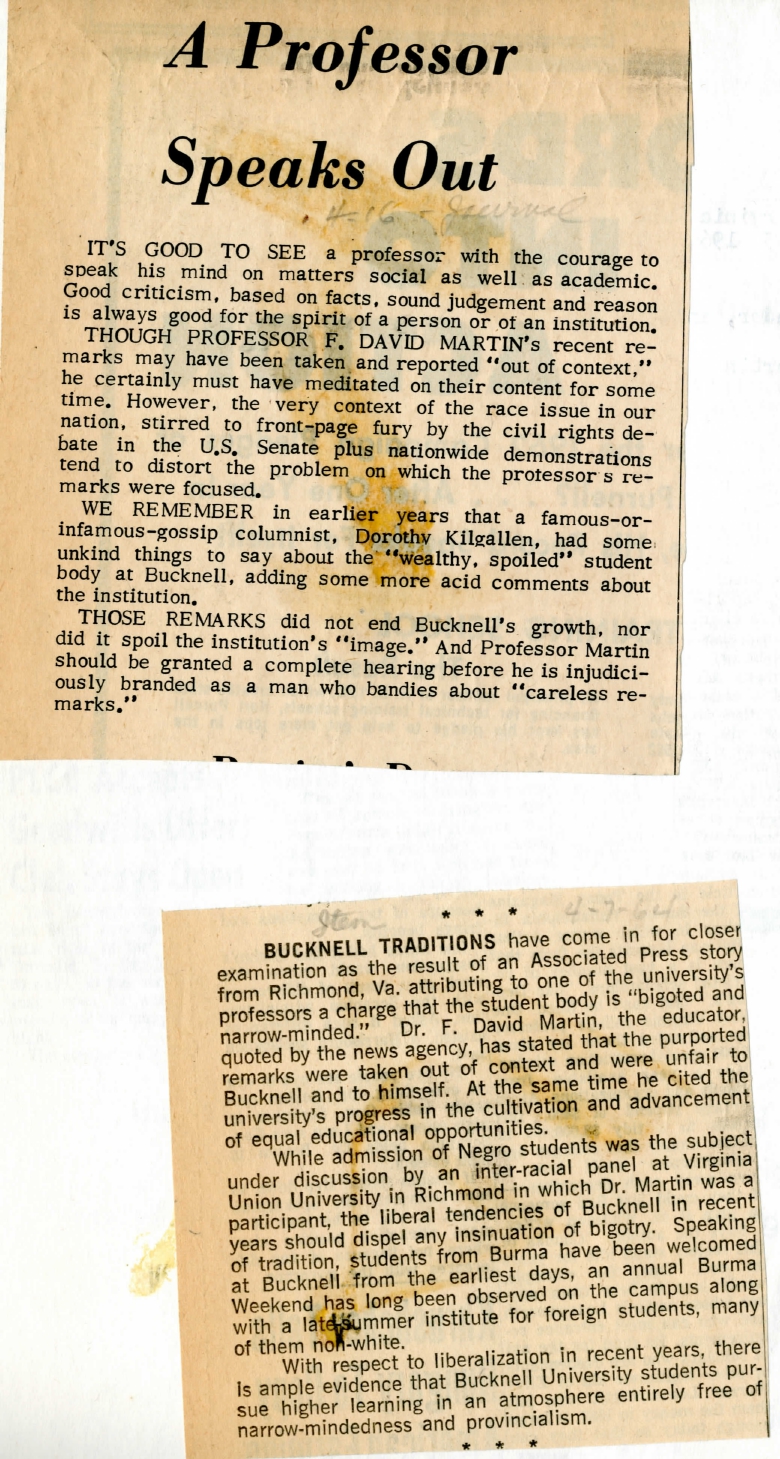 A Professor
Speaks Out
4-16 - Journal
IT'S GOOD TO SEE a professor with the courage to
speak his mind on matters social as well as academic.
Good criticism, based on facts, sound judgement and reason
is always good for the spirit of a person or of an institution.
THOUGH PROFESSOR F. DAVID MARTIN's recent re-
marks may have been taken and reported "out of context,"
he certainly must have meditated on their content for some
time. However, the very context of the race issue in our
nation, stirred to front-page fury by the civil rights de-
bate in the U.S. Senate plus nationwide demonstrations
tend to distort the problem on which the professor's re-
marks were focused.
WE REMEMBER in earlier years that a famous-or-
infamous-gossip columnist, Dorothy Kilgallen, had some
unkind things to say about the "wealthy, spoiled" student
body at Bucknell, adding some more acid comments about
the institution.
THOSE REMARKS did not end Bucknell's growth, nor
did it spoil the institution's "image." And Professor Martin
should be granted a complete hearing before he is injudici-
ously branded as a man who bandies about "careless re-
marks."
Item * * * 4-7-64
BUCKNELL TRADITIONS have come in for closer
examination as the result of an Associated Press story
from Richmond, Va. attributing to one of the university's
professors a charge that the student body is "bigoted and
narrow-minded." Dr. F. David Martin, the educator,
quoted by the news agency, has stated that the purported
remarks were taken out of context and were unfair to
Bucknell and to himself. At the same time he cited the
university's progress in the cultivation and advancement
of equal educational opportunities.
While admission of Negro students was the subject
under discussion by an inter-racial panel at Virginia
Union University in Richmond in which Dr. Martin was a
participant, the liberal tendencies of Bucknell in recent
years should dispel any insinuation of bigotry. Speaking
of tradition, students from Burma have been welcomed
at Bucknell from the earliest days, an annual Burma
Weekend has long been observed on the campus along
with a late summer institute for foreign students, many
of them non-white.
With respect to liberalization in recent years, there
is ample evidence that Bucknell University students pur-
sue higher learning in an atmosphere entirely free of
narrow-mindedness and provincialism.
* * *